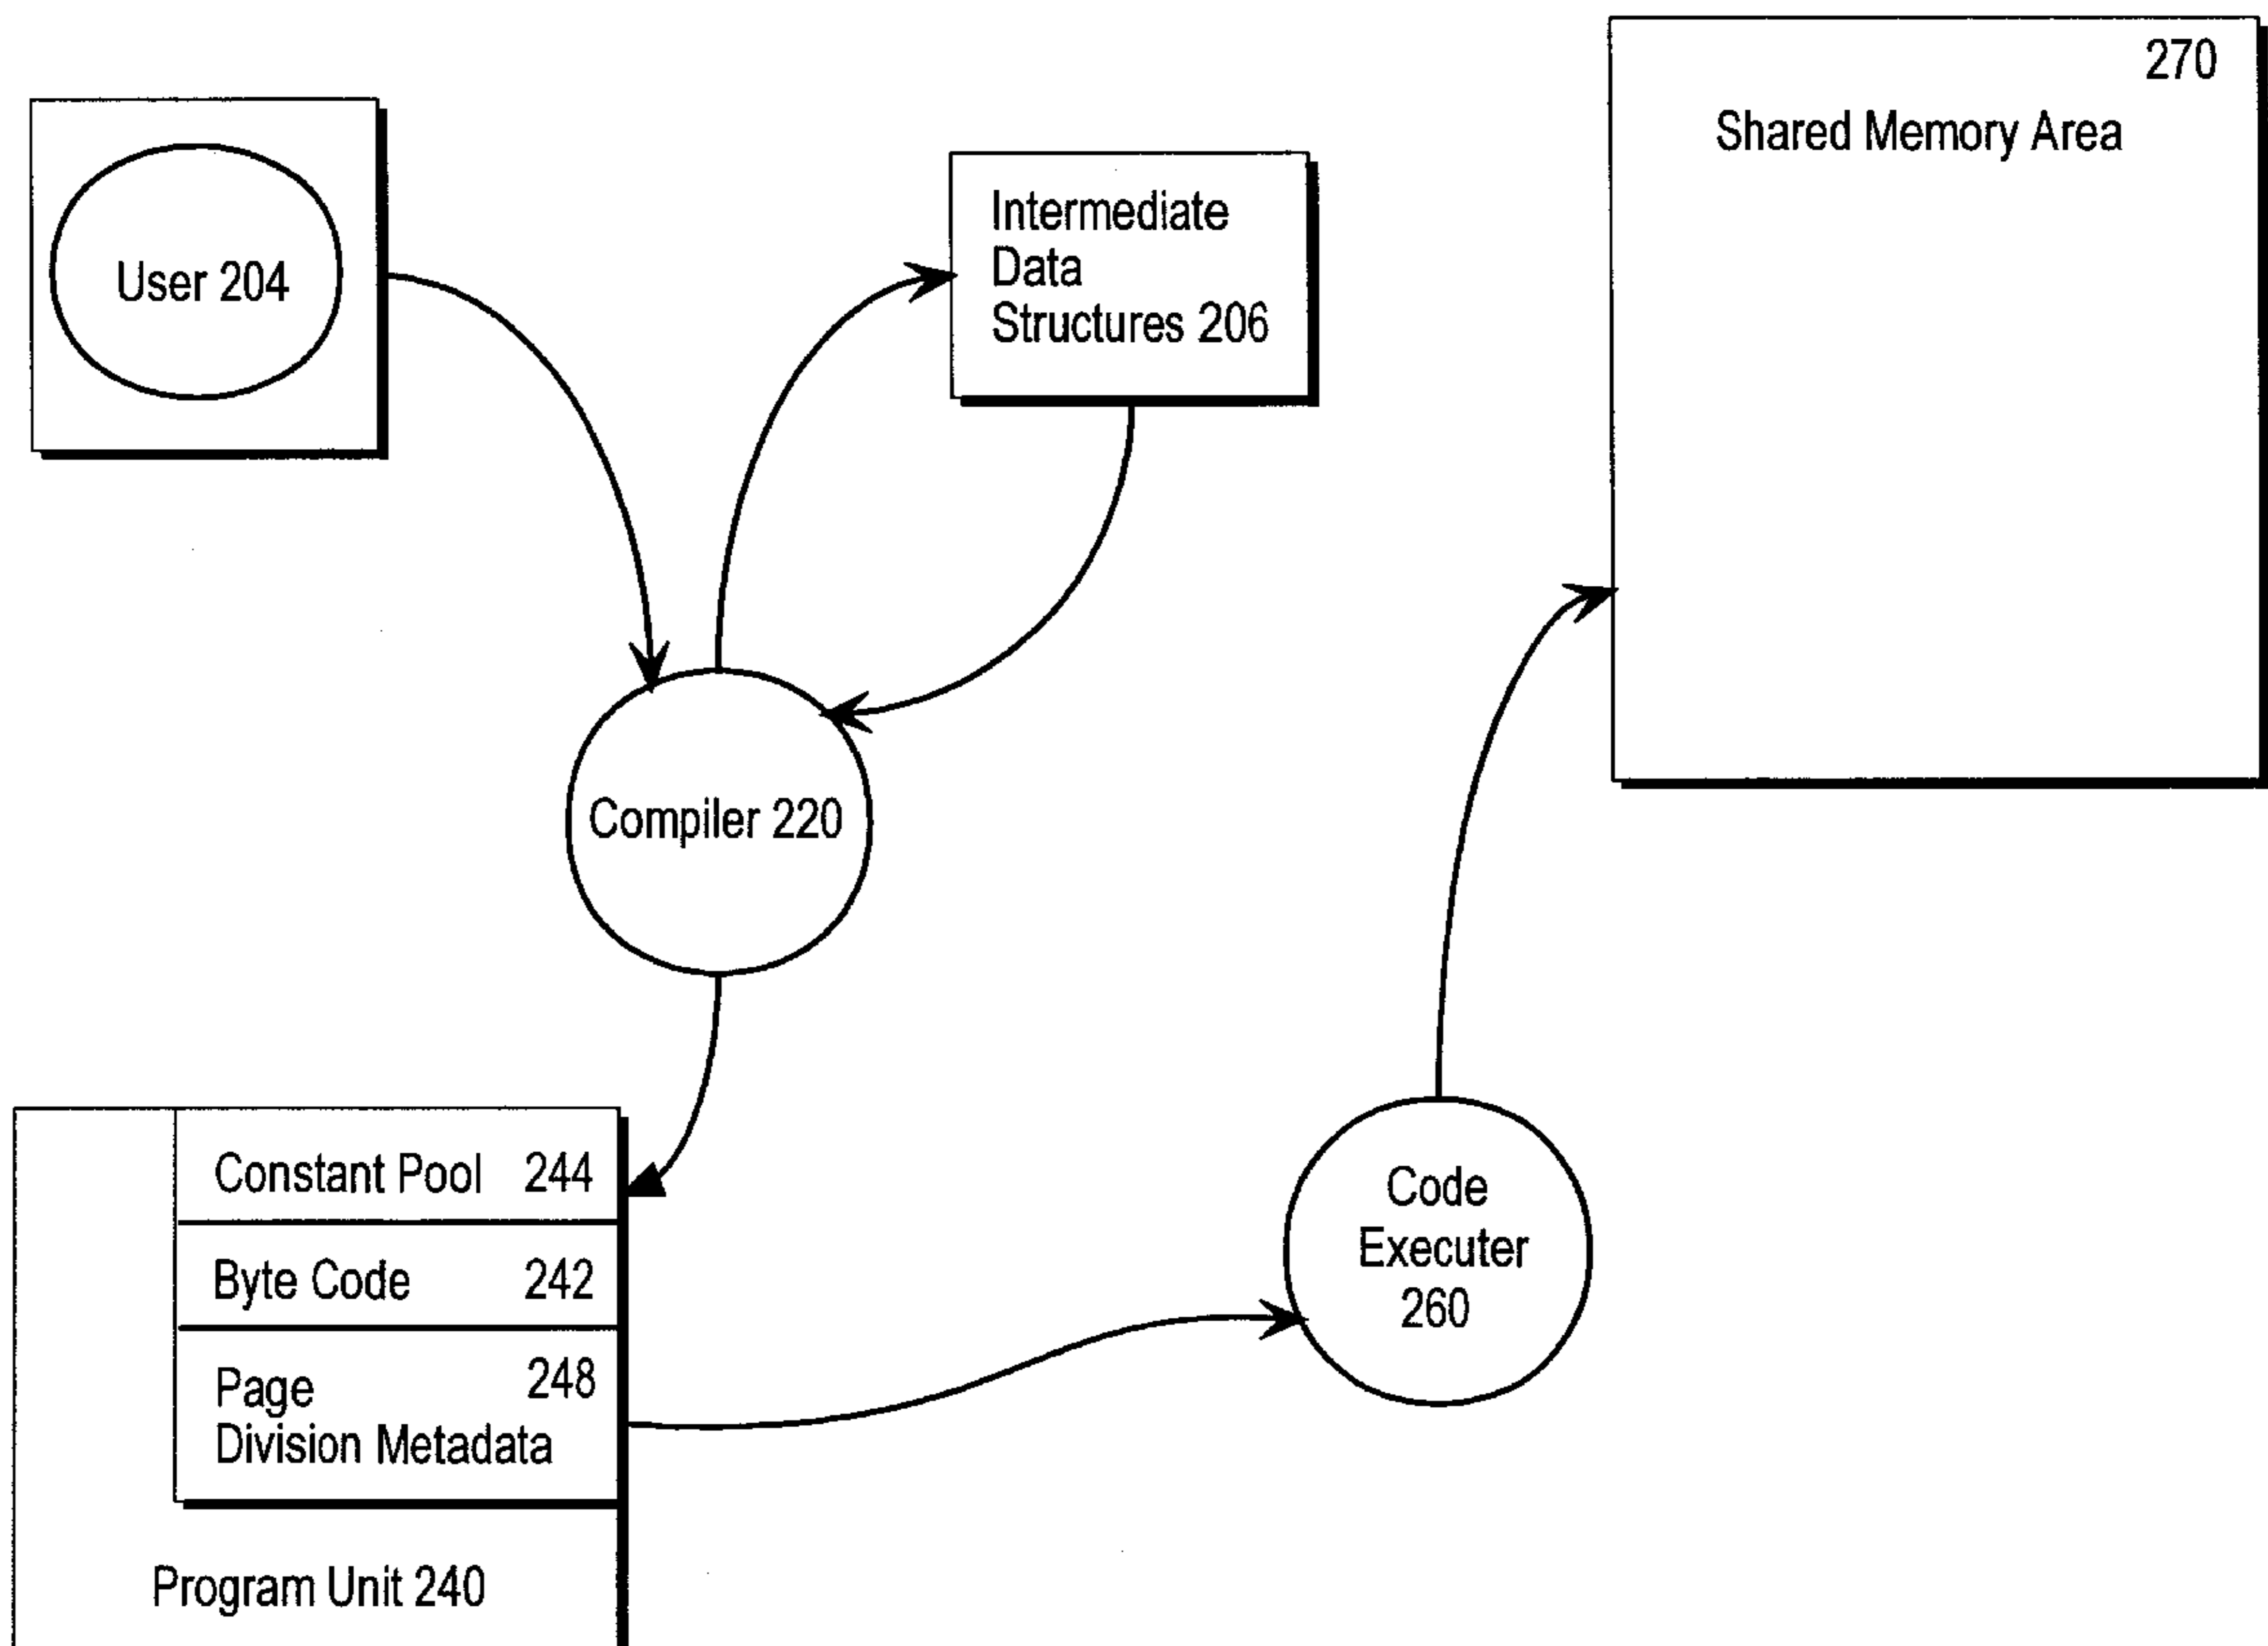 270
Shared Memory Area
User 204
Intermediate
Data
Structures 206
Compiler 220
Constant Pool 244
Byte Code 242
Page 248
Division Metadata
Program Unit 240
Code
Executer
260